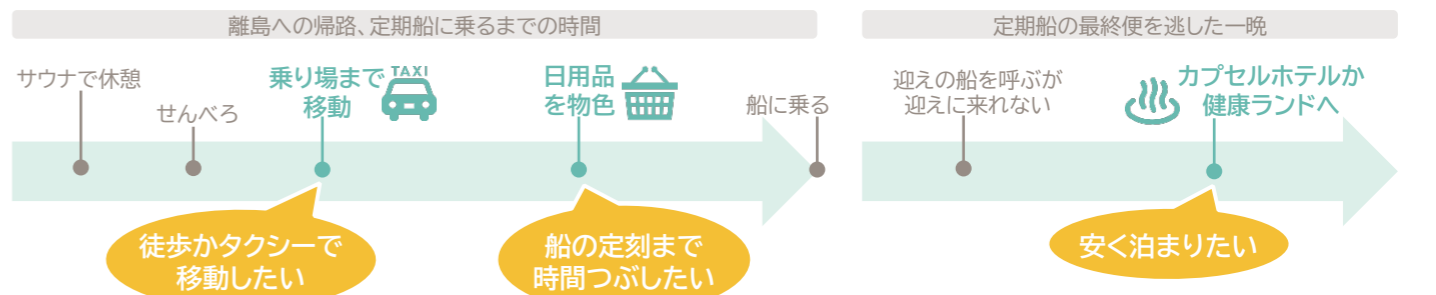 離島への帰路、定期船に乗るまでの時間
サウナで休憩
せんべろ
乗り場まで
移動
TAXI
日用品
を物色
船に乗る
徒歩かタクシーで
移動したい
船の定刻まで
時間つぶしたい
定期船の最終便を逃した一晩
迎えの船を呼ぶが
迎えに来れない
カプセルホテルか
健康ランドへ
安く泊まりたい